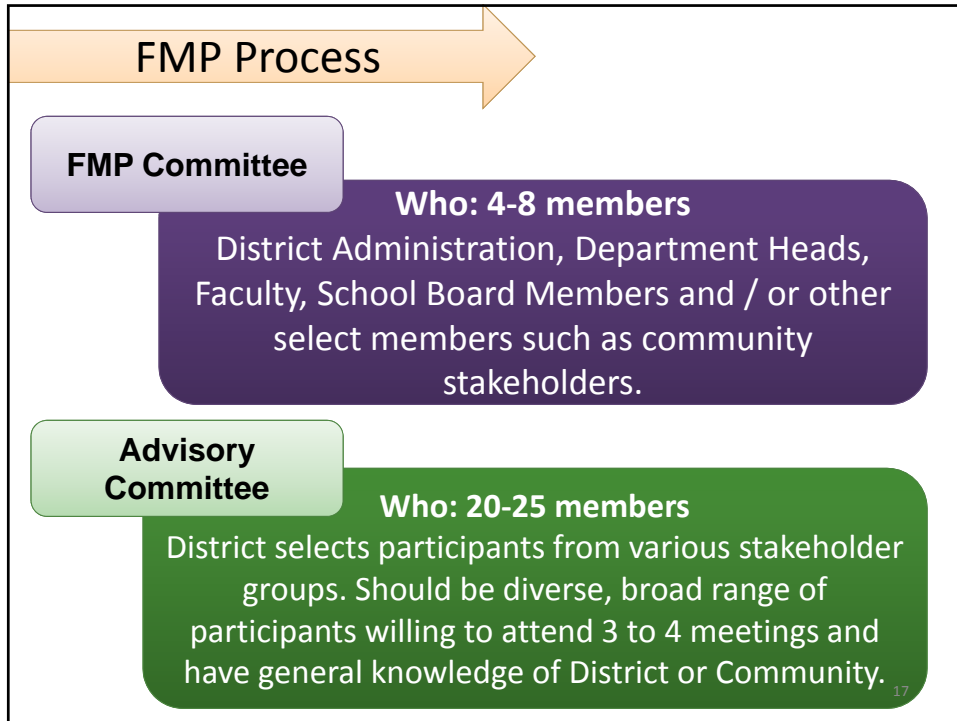 FMP Process
FMP Committee
Who: 4-8 members
District Administration, Department Heads,
Faculty, School Board Members and / or other
select members such as community
stakeholders.
Advisory
Committee
Who: 20-25 members
District selects participants from various stakeholder
groups. Should be diverse, broad range of
participants willing to attend 3 to 4 meetings and
have general knowledge of District or Community.
17